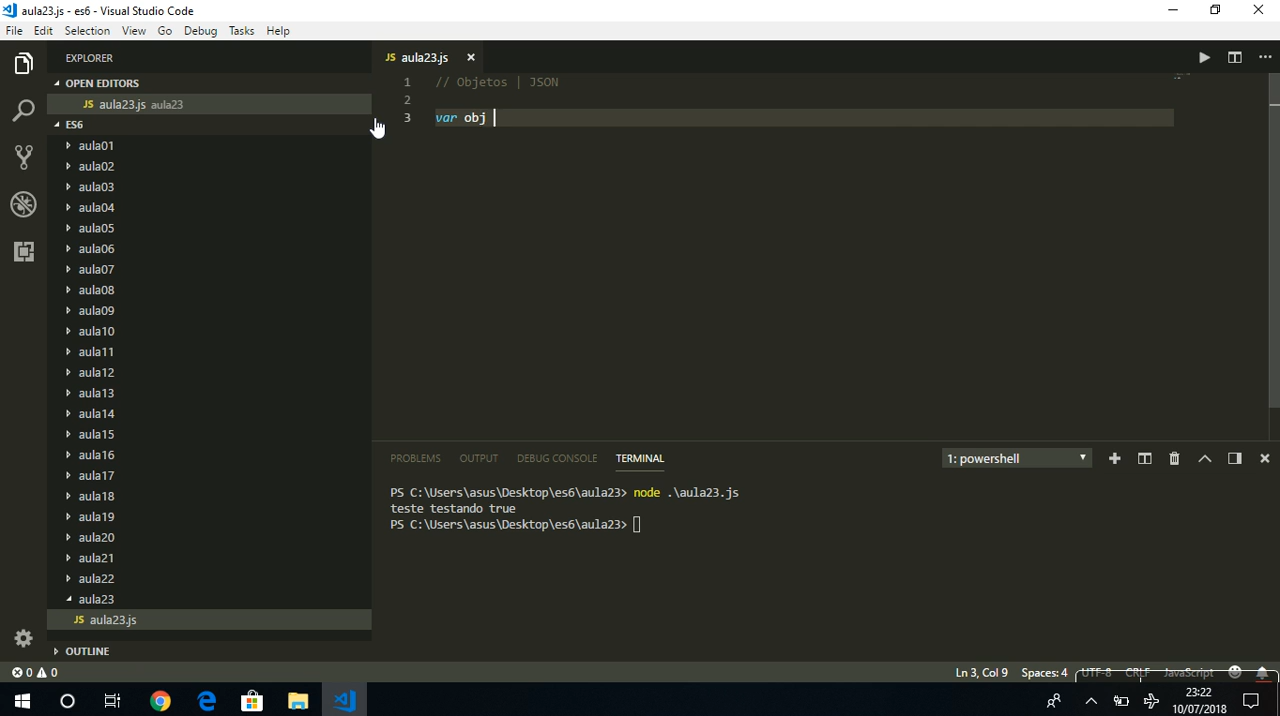 aula23.js - es6 - Visual Studio Code
File Edit Selection View Go Debug Tasks Help
EXPLORER
OPEN EDITORS
JS aula23.js aula23
ES6
aula01
aula02
aula03
aula04
aula05
aula06
aula07
aula08
aula09
aula10
aula11
aula12
aula13
aula14
aula15
aula16
aula17
aula18
aula19
aula20
aula21
aula22
aula23
JS aula23.js
OUTLINE
JS aula23.js
1 // Objetos | JSON
2
3 var obj
PROBLEMS OUTPUT DEBUG CONSOLE TERMINAL
1: powershell
PS C:\Users\asus\Desktop\es6\aula23> node .\aula23.js
teste testando true
PS C:\Users\asus\Desktop\es6\aula23>
0 0 Ln 3, Col 9 Spaces: 4 UTF-8 CRLF JavaScript
23:22
10/07/2018